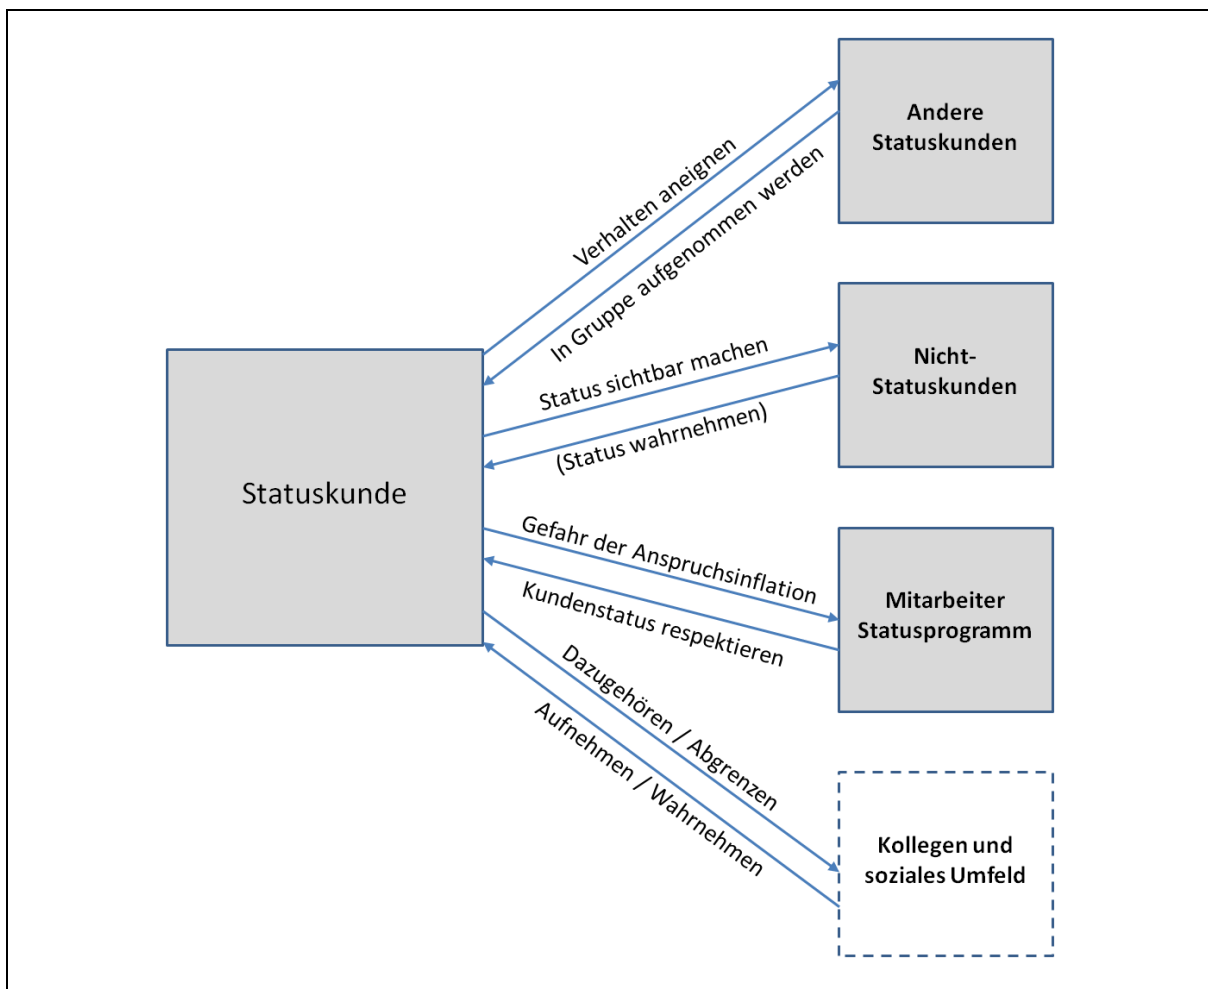 Andere
Statuskunden
Verhalten aneignen
In Gruppe aufgenommen werden
Nicht-
Statuskunden
Status sichtbar machen
(Status wahrnehmen)
Statuskunde
Gefahr der Anspruchsinflation
Kundenstatus respektieren
Mitarbeiter
Statusprogramm
Dazugehören / Abgrenzen
Aufnehmen / Wahrnehmen
Kollegen und
soziales Umfeld